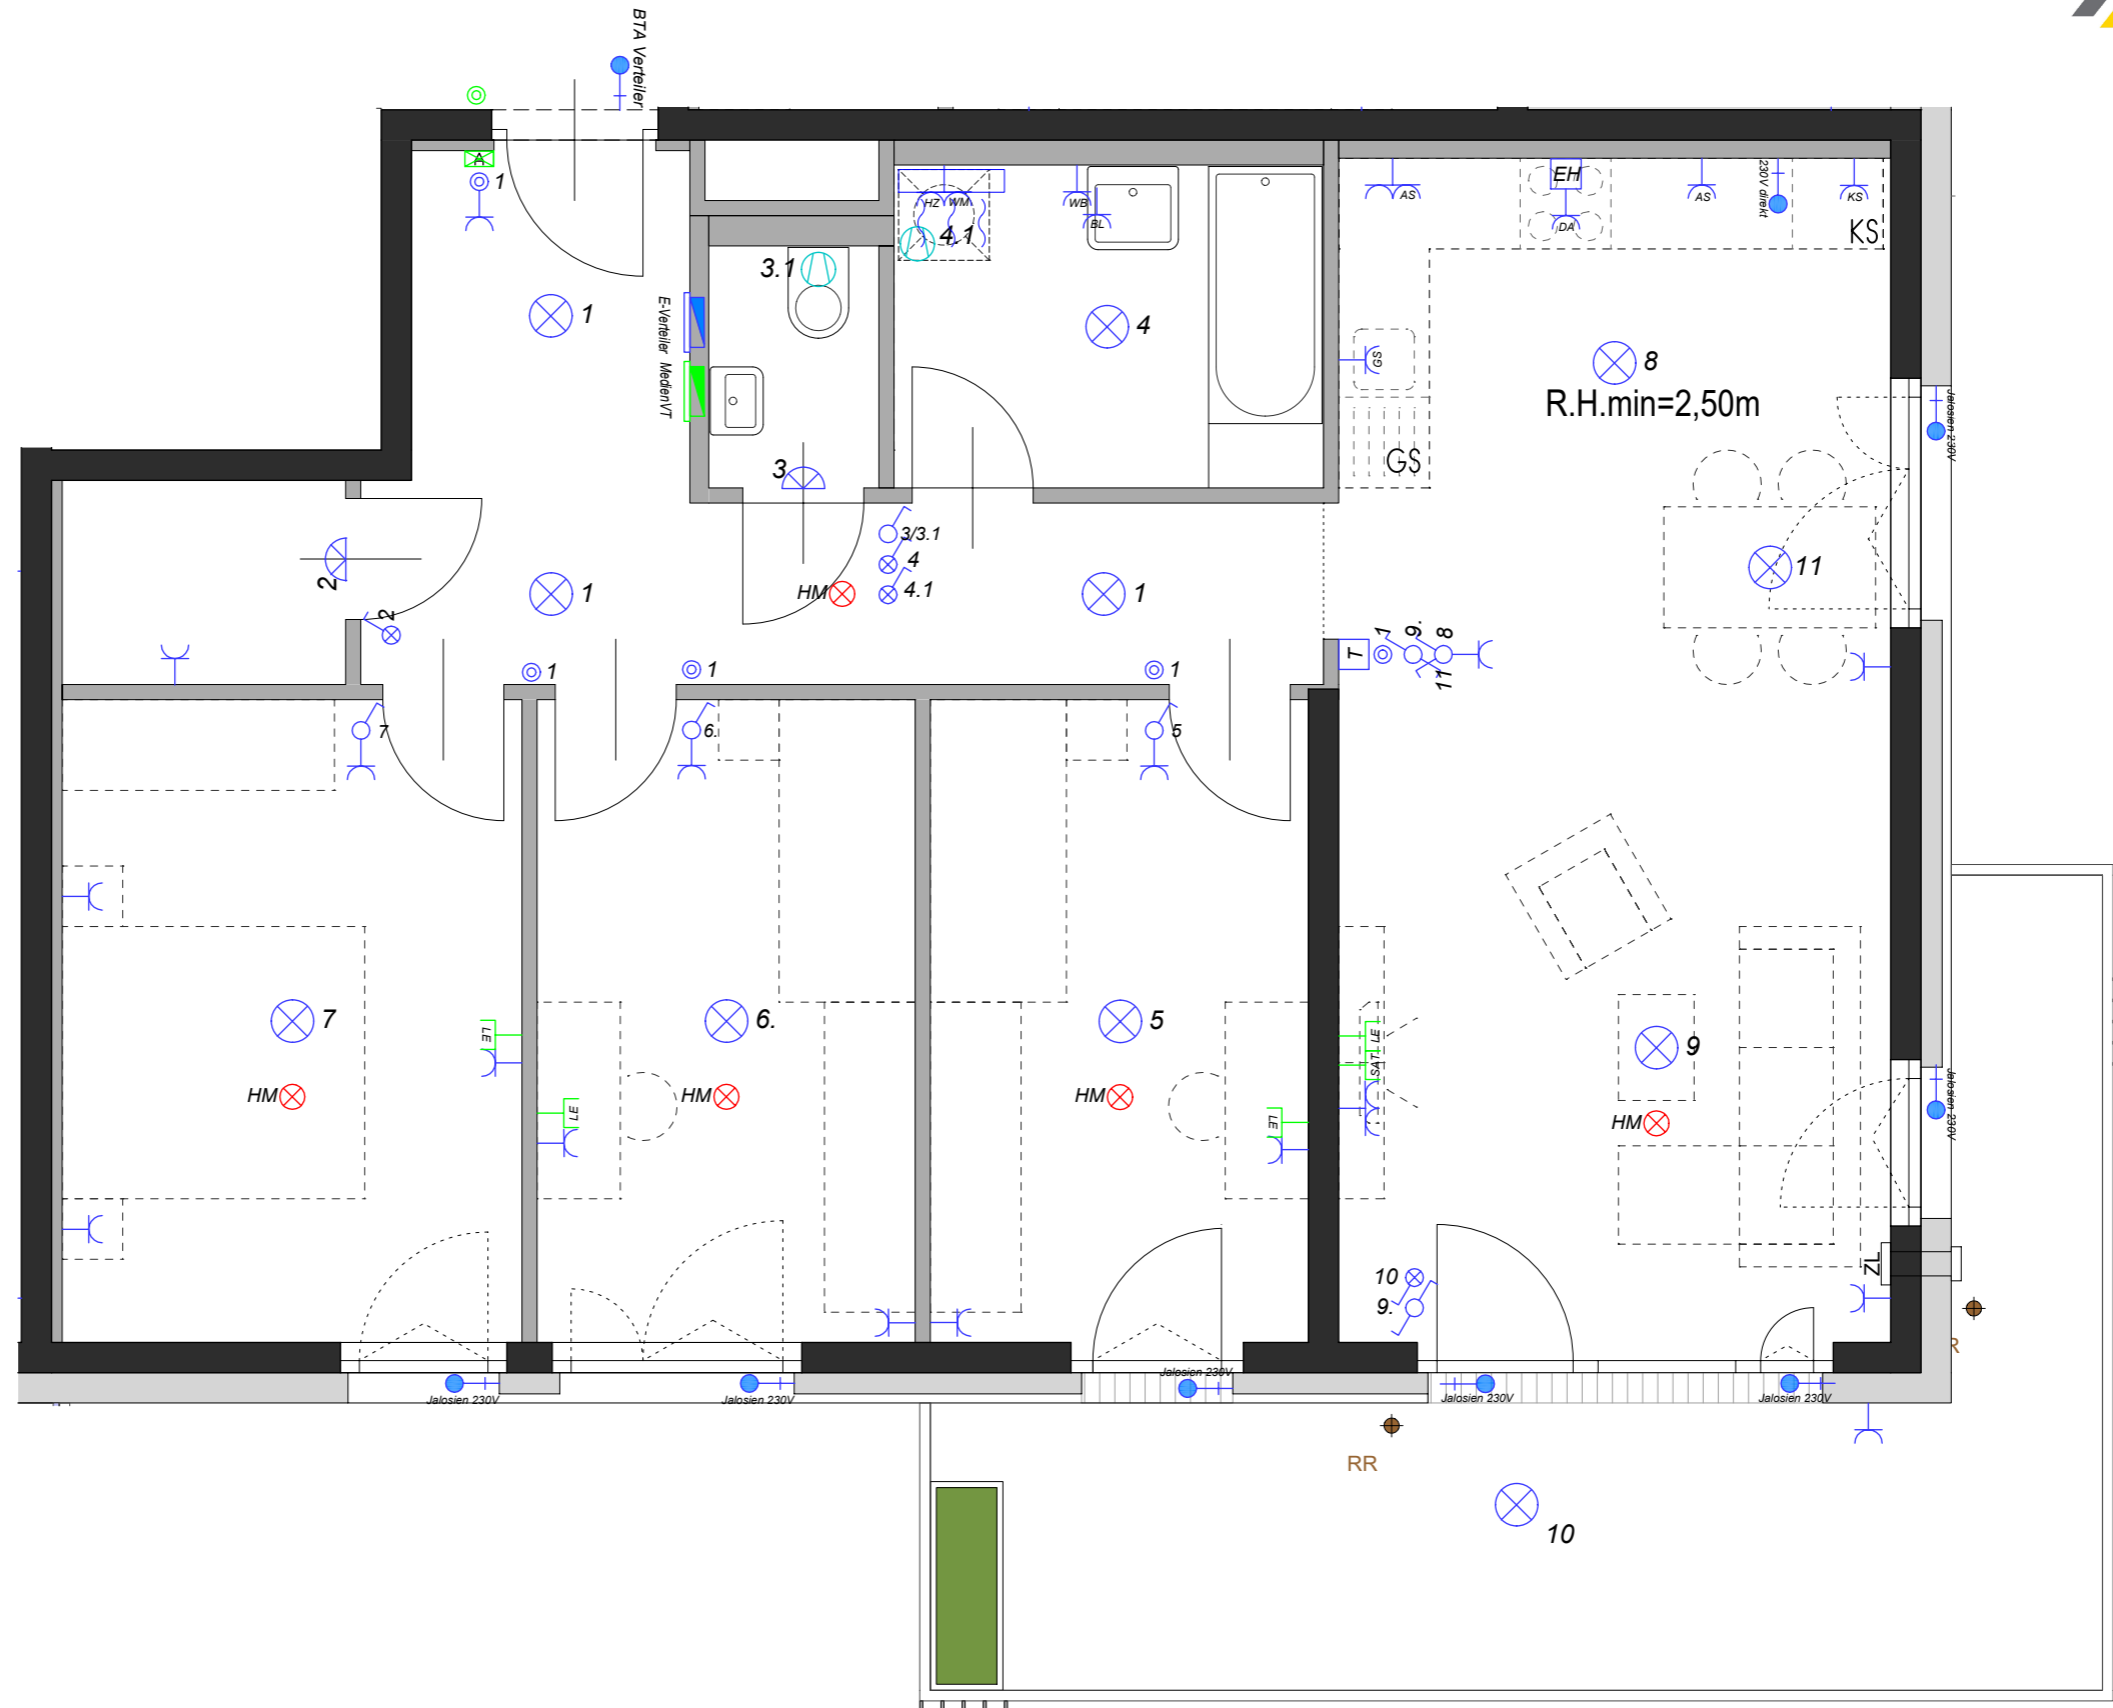 BTA Verteiler
A
1
HZ
WM
WB
BL
AS
EH
DA
AS
230V direkt
KS
KS
4.1
3.1
1
4
E-Verteiler
MedienVT
GS
8
R.H.min=2,50m
Jalosien 230V
GS
3
3/3.1
4
4.1
2
2
1
HM
1
11
T
1
9.
8
11
1
1
1
7
6.
5
7
6.
5
9
LE
LE
LE
LE
SAT
HM
HM
HM
HM
Jalosien 230V
ZL
10
9.
R
Jalosien 230V
Jalosien 230V
Jalosien 230V
Jalosien 230V
Jalosien 230V
RR
10